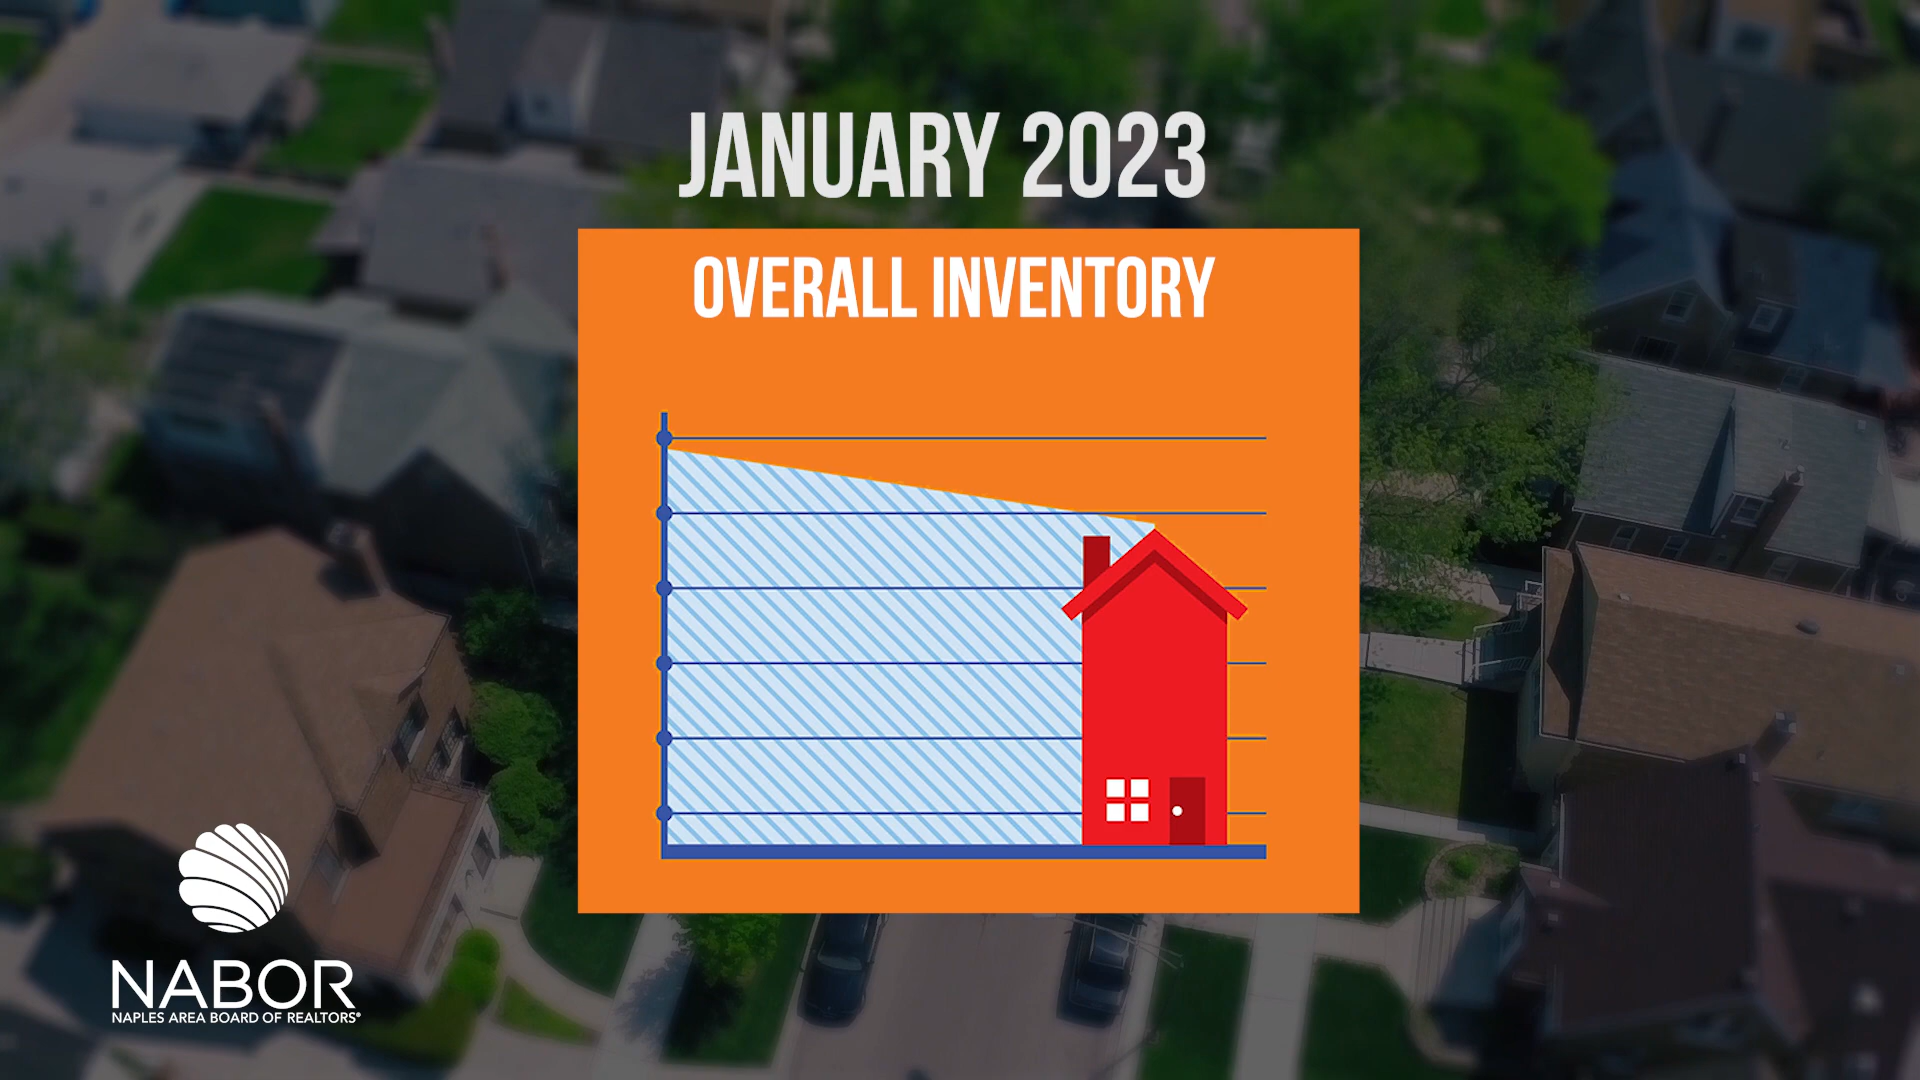 JANUARY 2023
OVERALL INVENTORY
NABOR
NAPLES AREA BOARD OF REALTORS®